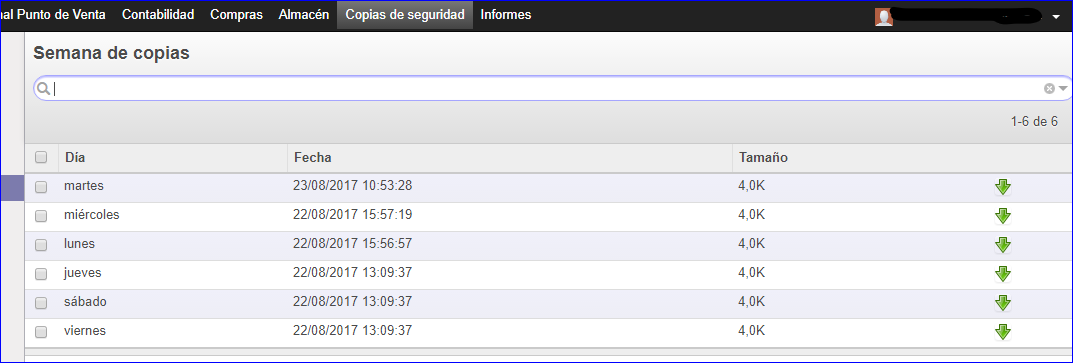 nal Punto de Venta Contabilidad Compras Almacén Copias de seguridad Informes
Semana de copias
1-6 de 6
Día Fecha Tamaño
martes 23/08/2017 10:53:28 4,0K
miércoles 22/08/2017 15:57:19 4,0K
lunes 22/08/2017 15:56:57 4,0K
jueves 22/08/2017 13:09:37 4,0K
sábado 22/08/2017 13:09:37 4,0K
viernes 22/08/2017 13:09:37 4,0K